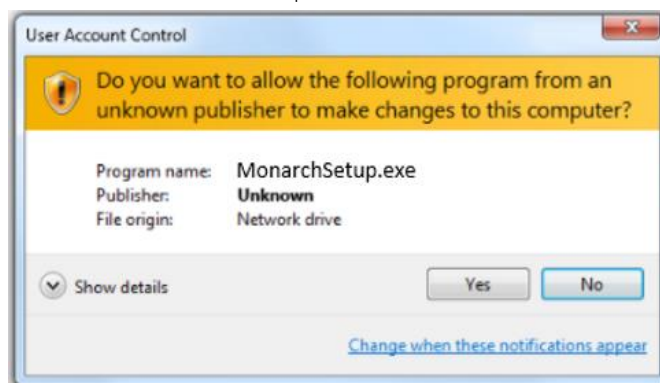 User Account Control
Do you want to allow the following program from an
unknown publisher to make changes to this computer?
Program name: MonarchSetup.exe
Publisher: Unknown
File origin: Network drive
Show details
Yes
No
Change when these notifications appear